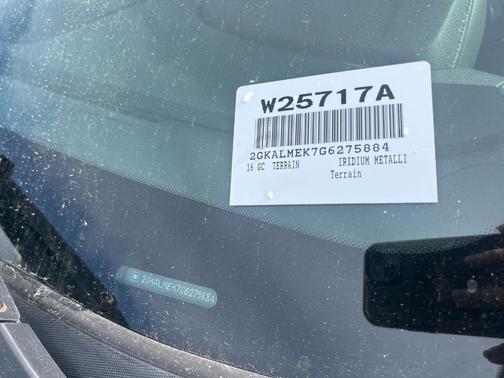 W25717A
2GKALMEK7G6275884
16 GC TERRAIN IRIDIUM METALLI
Terrain
2GKALMEK7G6275884